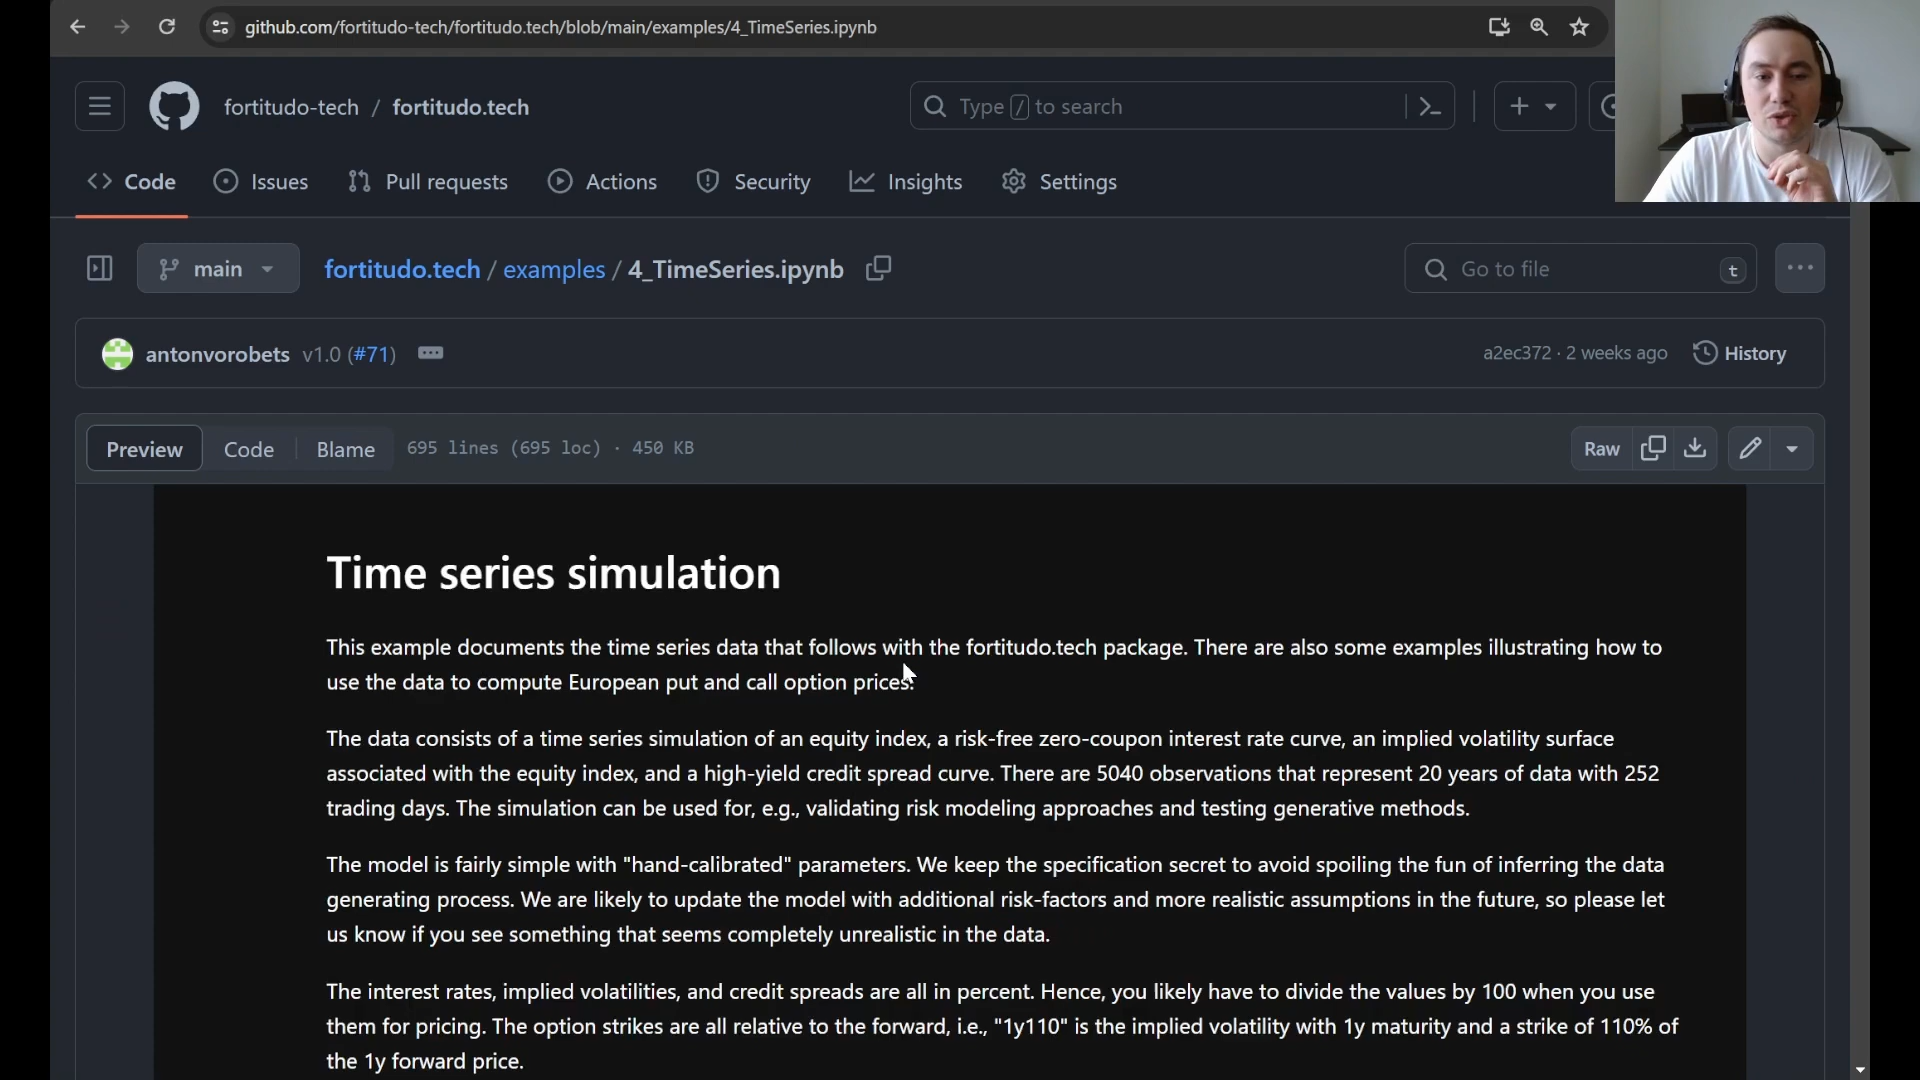 github.com/fortitudo-tech/fortitudo.tech/blob/main/examples/4_TimeSeries.ipynb
fortitudo-tech / fortitudo.tech
Type / to search
Code Issues Pull requests Actions Security Insights Settings
main fortitudo.tech / examples / 4_TimeSeries.ipynb Go to file t
antonvorobets v1.0 (#71) a2ec372 · 2 weeks ago History
Preview Code Blame 695 lines (695 loc) · 450 KB Raw
Time series simulation
This example documents the time series data that follows with the fortitudo.tech package. There are also some examples illustrating how to
use the data to compute European put and call option prices.
The data consists of a time series simulation of an equity index, a risk-free zero-coupon interest rate curve, an implied volatility surface
associated with the equity index, and a high-yield credit spread curve. There are 5040 observations that represent 20 years of data with 252
trading days. The simulation can be used for, e.g., validating risk modeling approaches and testing generative methods.
The model is fairly simple with "hand-calibrated" parameters. We keep the specification secret to avoid spoiling the fun of inferring the data
generating process. We are likely to update the model with additional risk-factors and more realistic assumptions in the future, so please let
us know if you see something that seems completely unrealistic in the data.
The interest rates, implied volatilities, and credit spreads are all in percent. Hence, you likely have to divide the values by 100 when you use
them for pricing. The option strikes are all relative to the forward, i.e., "1y110" is the implied volatility with 1y maturity and a strike of 110% of
the 1y forward price.